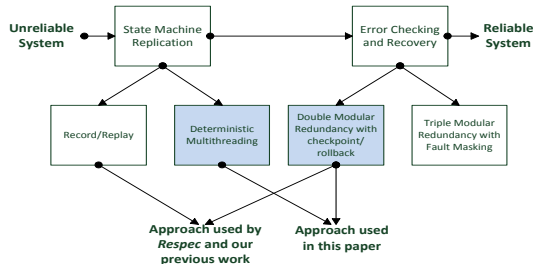 Unreliable
System
State Machine
Replication
Error Checking
and Recovery
Reliable
System
Record/Replay
Deterministic
Multithreading
Double Modular
Redundancy with
checkpoint/
rollback
Triple Modular
Redundancy with
Fault Masking
Approach used by
Respec and our
previous work
Approach used
in this paper